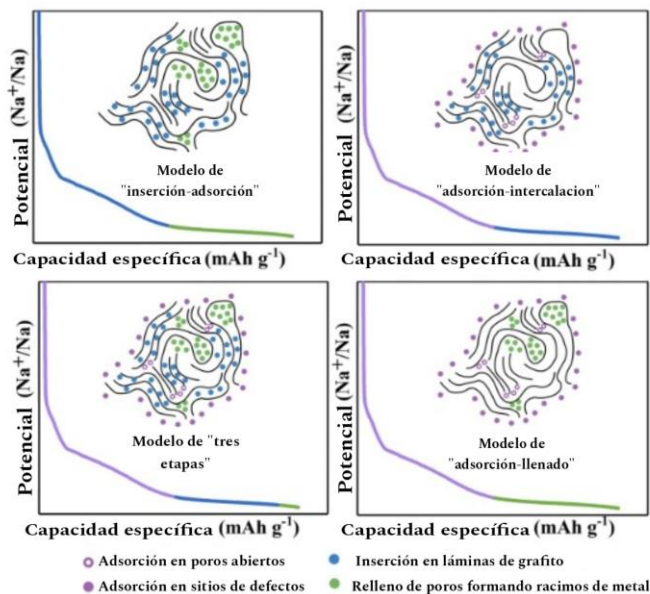 Potencial (Na⁺/Na)
Modelo de
"inserción-adsorción"
Capacidad específica (mAh g⁻¹)
Potencial (Na⁺/Na)
Modelo de
"adsorción-intercalacion"
Capacidad específica (mAh g⁻¹)
Potencial (Na⁺/Na)
Modelo de "tres
etapas"
Capacidad específica (mAh g⁻¹)
Potencial (Na⁺/Na)
Modelo de
"adsorción-llenado"
Capacidad específica (mAh g⁻¹)
Adsorción en poros abiertos
Inserción en láminas de grafito
Adsorción en sitios de defectos
Relleno de poros formando racimos de metal